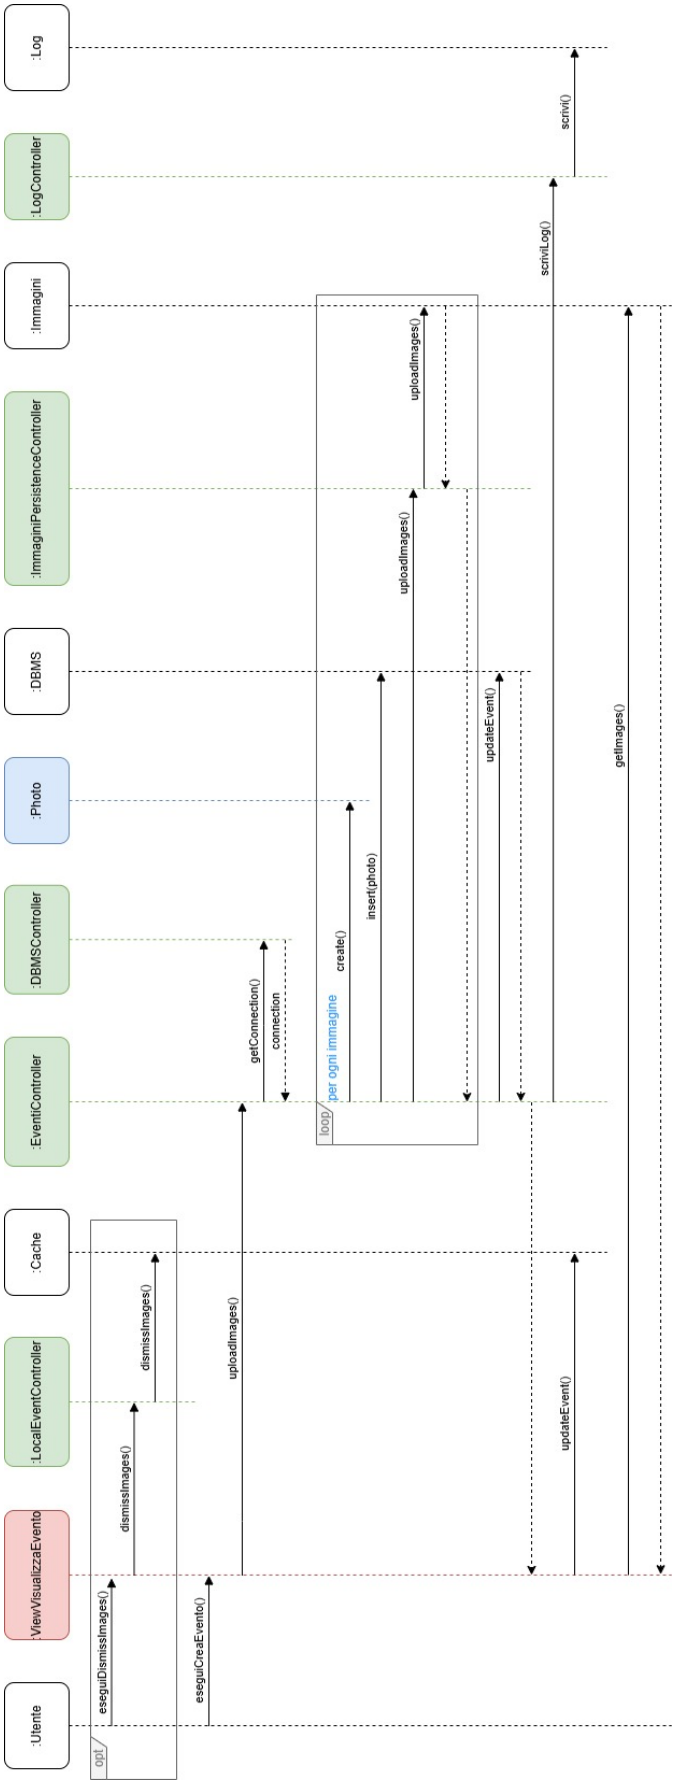 :Utente
:ViewVisualizzaEvento
:LocalEventController
:Cache
:EventiController
:DBMSController
:Photo
:DBMS
:ImmaginiPersistenceController
:Immagini
:LogController
:Log
opt
eseguiDismissImages()
dismissImages()
dismissImages()
eseguiCreaEvento()
uploadImages()
getConnection()
connection
loop
per ogni immagine
create()
insert(photo)
uploadImages()
uploadImages()
updateEvent()
scriviLog()
updateEvent()
scrivi()
getImages()